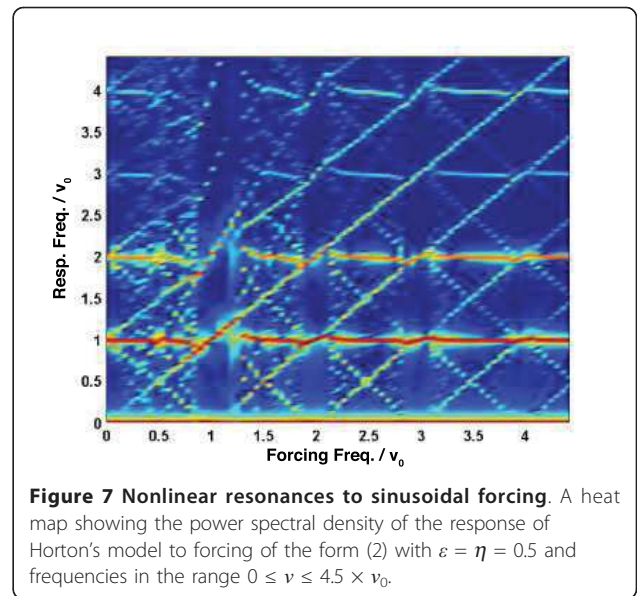 4
3.5
3
2.5
2
1.5
1
0.5
0
Resp. Freq. / v0
0 0.5 1 1.5 2 2.5 3 3.5 4
Forcing Freq. / v0
Figure 7 Nonlinear resonances to sinusoidal forcing. A heat
map showing the power spectral density of the response of
Horton's model to forcing of the form (2) with ε = η = 0.5 and
frequencies in the range 0 ≤ ν ≤ 4.5 × ν0.